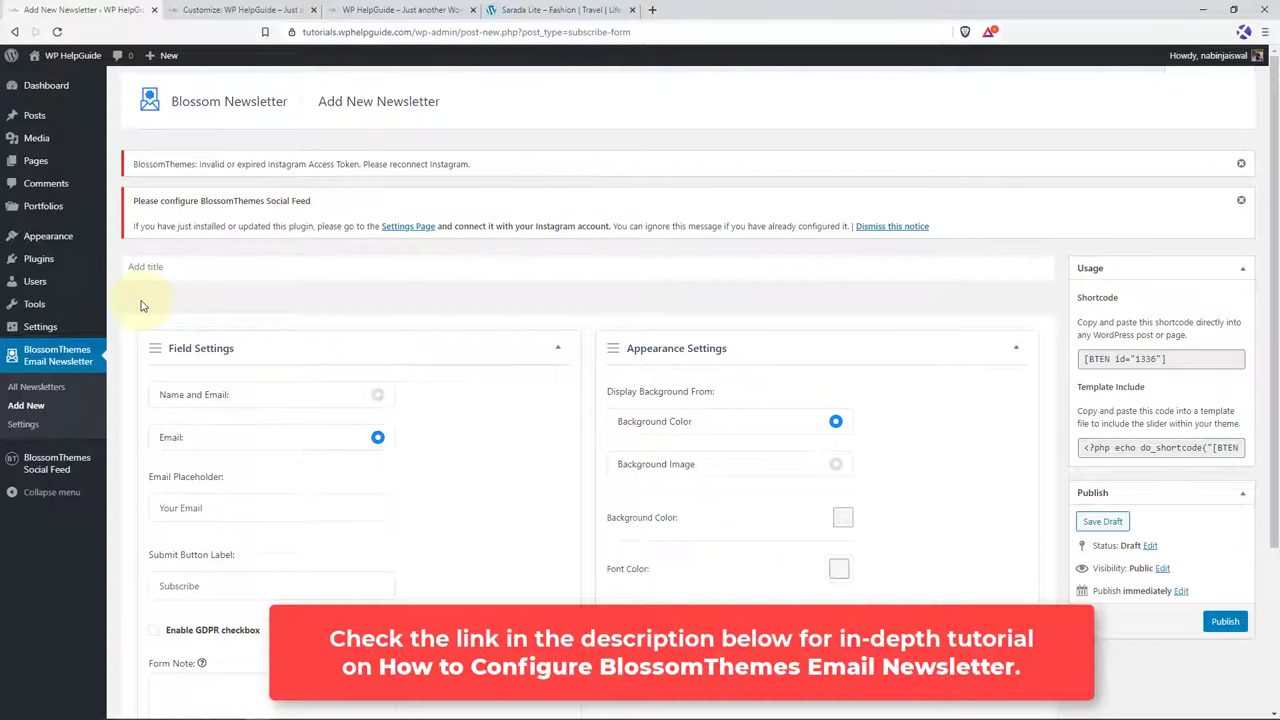 Add New Newsletter ‹ WP HelpGu
Customize: WP HelpGuide – Just a
WP HelpGuide – Just another Wo
Sarada Lite – Fashion | Travel | Life
tutorials.wphelpguide.com/wp-admin/post-new.php?post_type=subscribe-form
WP HelpGuide
0
New
Howdy, nabinjaiswal
Dashboard
Posts
Media
Pages
Comments
Portfolios
Appearance
Plugins
Users
Tools
Settings
BlossomThemes
Email Newsletter
All Newsletters
Add New
Settings
BlossomThemes
Social Feed
Collapse menu
Blossom Newsletter
Add New Newsletter
BlossomThemes: Invalid or expired Instagram Access Token. Please reconnect Instagram.
Please configure BlossomThemes Social Feed
If you have just installed or updated this plugin, please go to the Settings Page and connect it with your Instagram account. You can ignore this message if you have already configured it. | Dismiss this notice
Add title
Field Settings
Name and Email:
Email:
Email Placeholder:
Your Email
Submit Button Label:
Subscribe
Enable GDPR checkbox
Form Note:
Appearance Settings
Display Background From:
Background Color
Background Image
Background Color:
Font Color:
Usage
Shortcode
Copy and paste this shortcode directly into
any WordPress post or page.
[BTEN id="1336"]
Template Include
Copy and paste this code into a template
file to include the slider within your theme.
<?php echo do_shortcode("[BTEN
Publish
Save Draft
Status: Draft Edit
Visibility: Public Edit
Publish immediately Edit
Publish
Check the link in the description below for in-depth tutorial
on How to Configure BlossomThemes Email Newsletter.